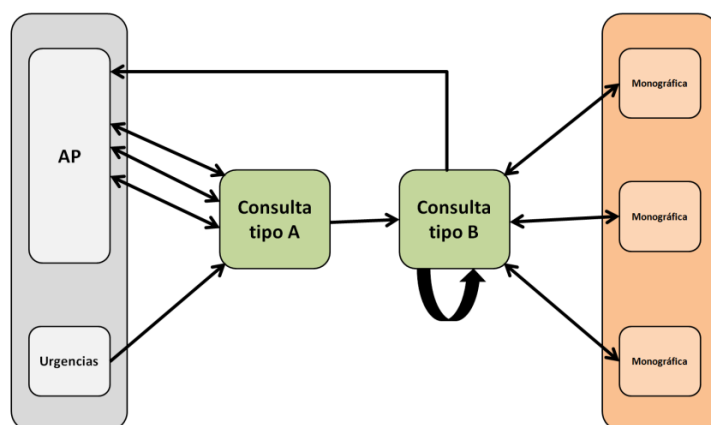 AP
Urgencias
Consulta
tipo A
Consulta
tipo B
Monográfica
Monográfica
Monográfica